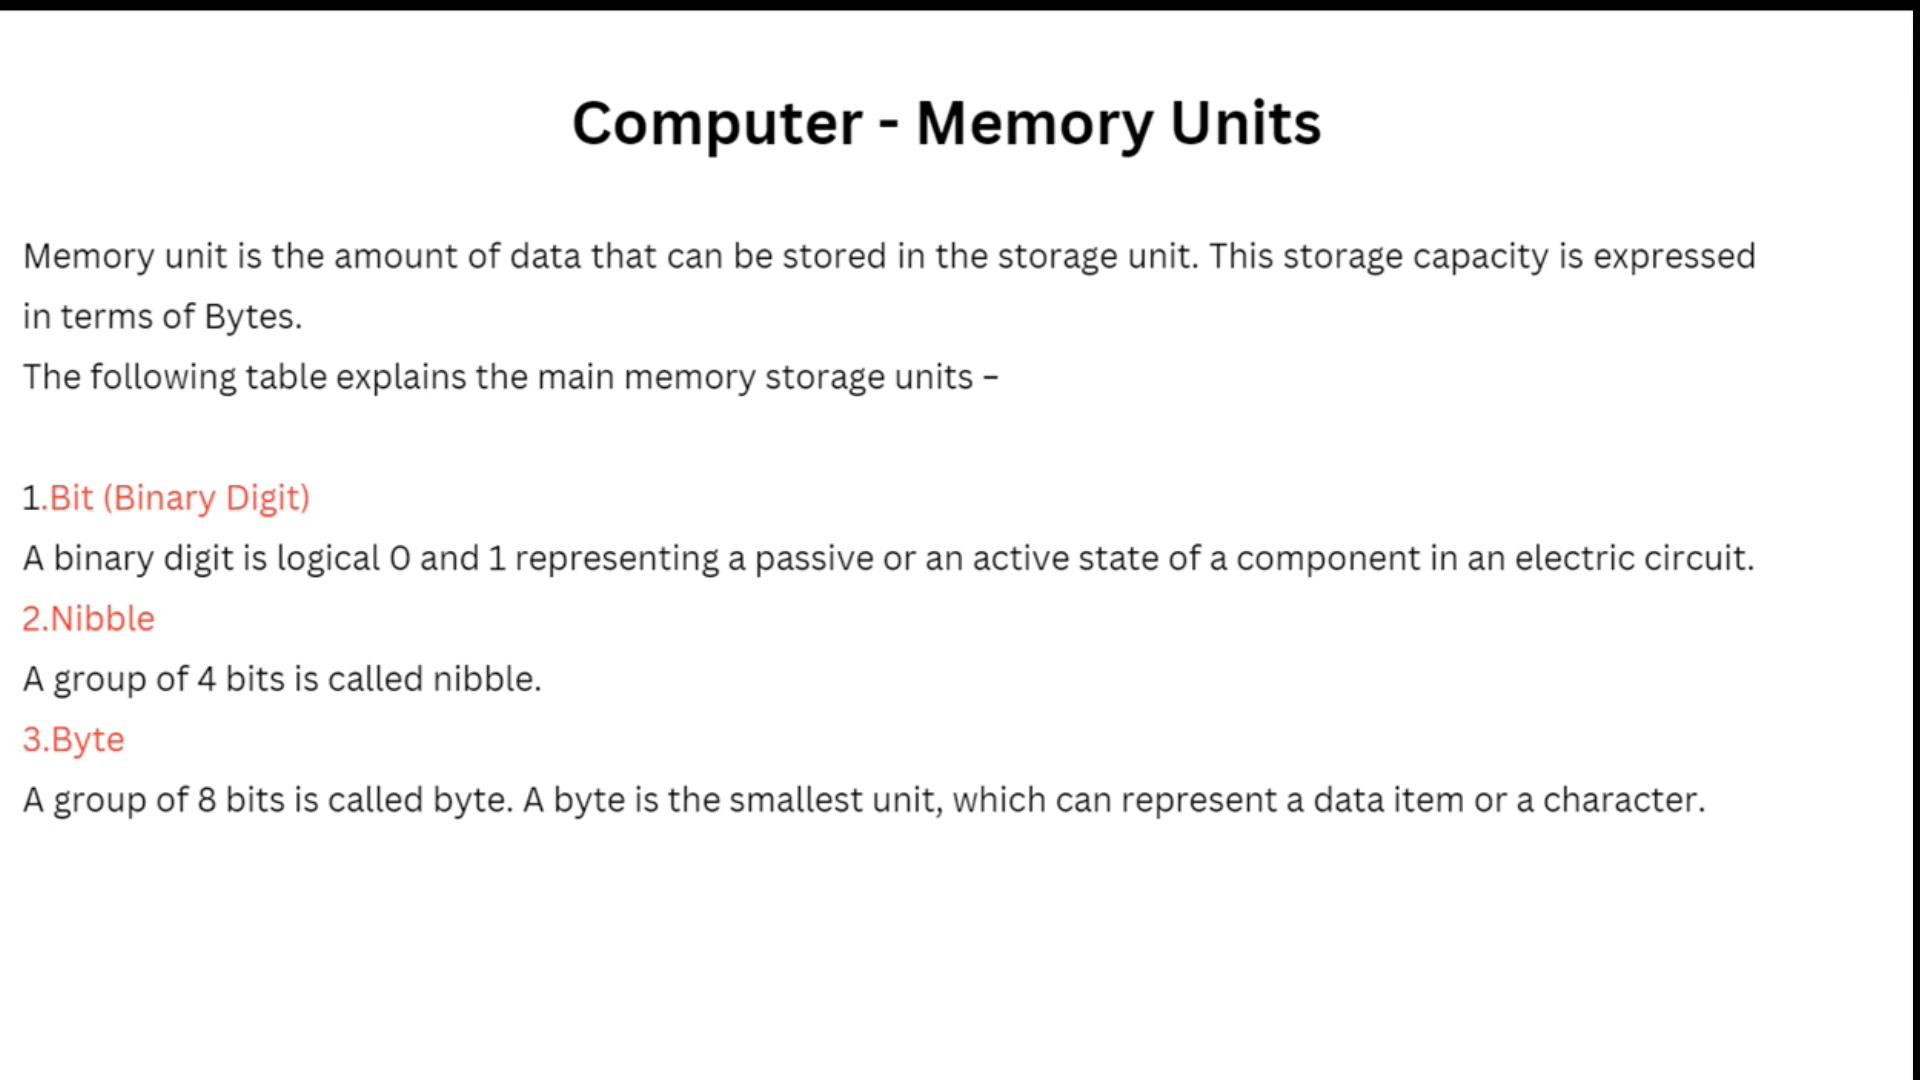 Computer - Memory Units
Memory unit is the amount of data that can be stored in the storage unit. This storage capacity is expressed
in terms of Bytes.
The following table explains the main memory storage units –
1.Bit (Binary Digit)
A binary digit is logical 0 and 1 representing a passive or an active state of a component in an electric circuit.
2.Nibble
A group of 4 bits is called nibble.
3.Byte
A group of 8 bits is called byte. A byte is the smallest unit, which can represent a data item or a character.